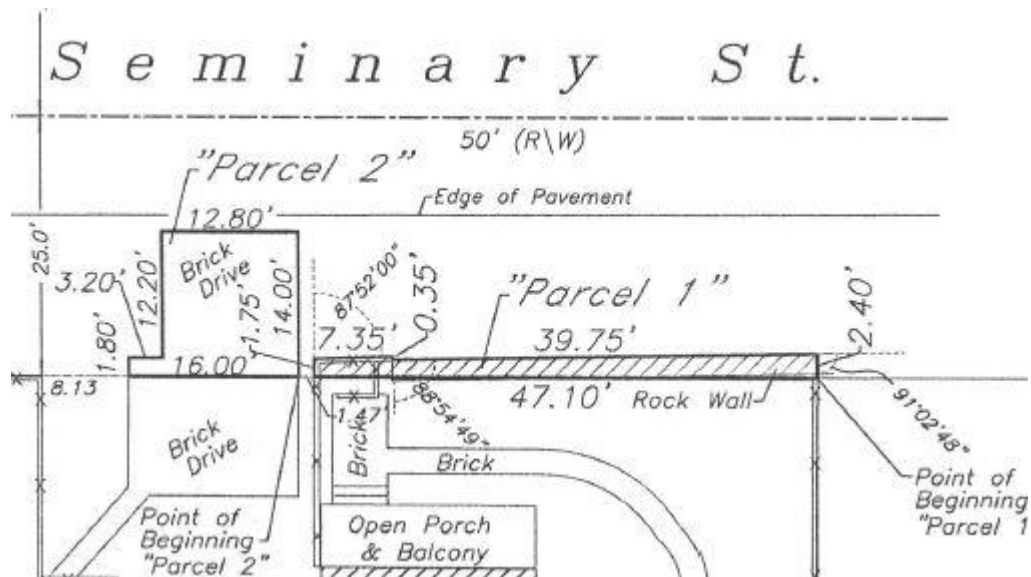 Seminary St.
50' (R\W)
"Parcel 2"
Edge of Pavement
12.80'
25.0'
Brick
Drive
3.20'
12.20'
1.80'
1.75'
14.00'
87°52'00"
0.35'
"Parcel 1"
2.40'
7.35'
39.75'
16.00'
8.13
1.47'
88°54'49"
47.10'
Rock Wall
91°02'48"
Brick
Drive
Brick
Brick
Point of
Beginning
"Parcel 2"
Open Porch
& Balcony
Point of
Beginning
"Parcel 1